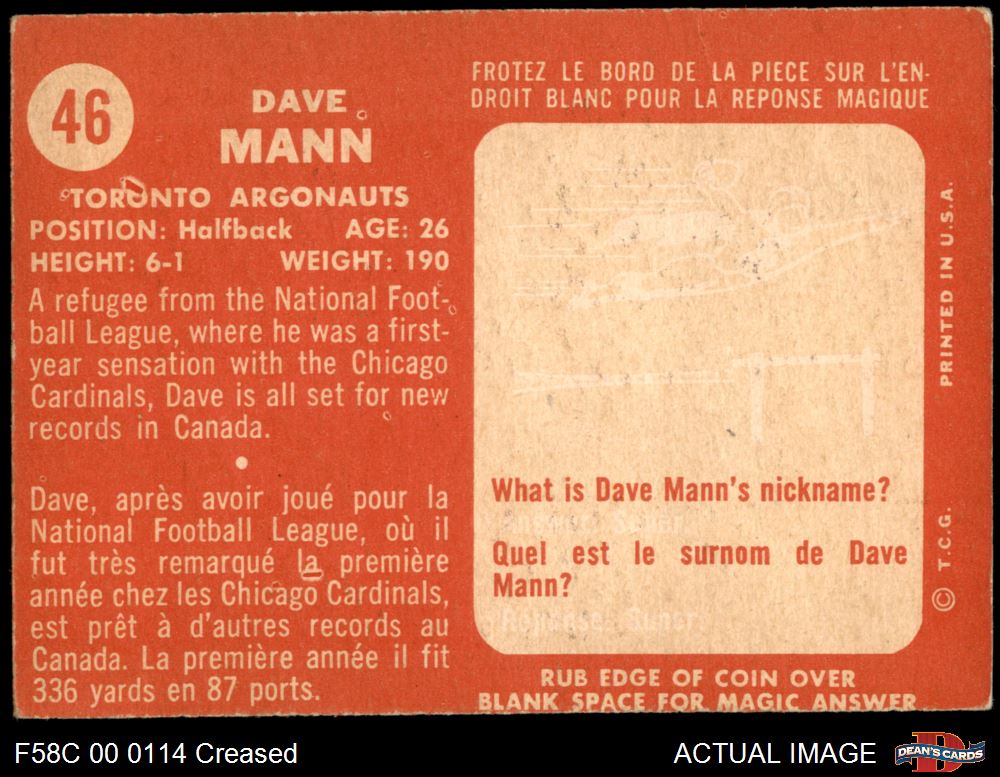 46
DAVE
MANN
TORONTO ARGONAUTS
POSITION: Halfback AGE: 26
HEIGHT: 6-1 WEIGHT: 190
A refugee from the National Foot-
ball League, where he was a first-
year sensation with the Chicago
Cardinals, Dave is all set for new
records in Canada.
Dave, après avoir joué pour la
National Football League, où il
fut très remarqué la première
année chez les Chicago Cardinals,
est prêt à d'autres records au
Canada. La première année il fit
336 yards en 87 ports.
FROTEZ LE BORD DE LA PIECE SUR L'EN-
DROIT BLANC POUR LA REPONSE MAGIQUE
What is Dave Mann's nickname?
Answer: Super
Quel est le surnom de Dave
Mann?
Réponse: Super
RUB EDGE OF COIN OVER
BLANK SPACE FOR MAGIC ANSWER
© T.C.G. PRINTED IN U.S.A.
F58C 00 0114 Creased
ACTUAL IMAGE
DEAN'S CARDS